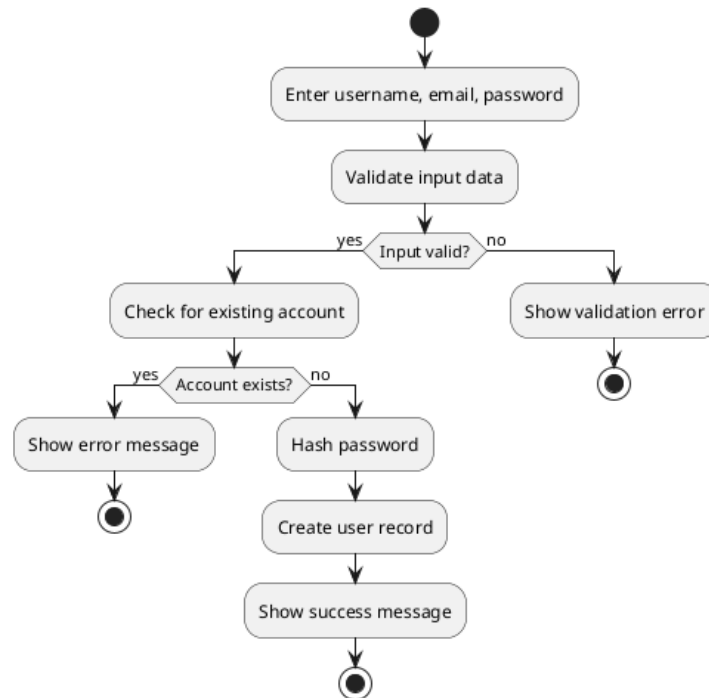 Enter username, email, password
Validate input data
yes
Input valid?
no
Check for existing account
Show validation error
yes
Account exists?
no
Show error message
Hash password
Create user record
Show success message